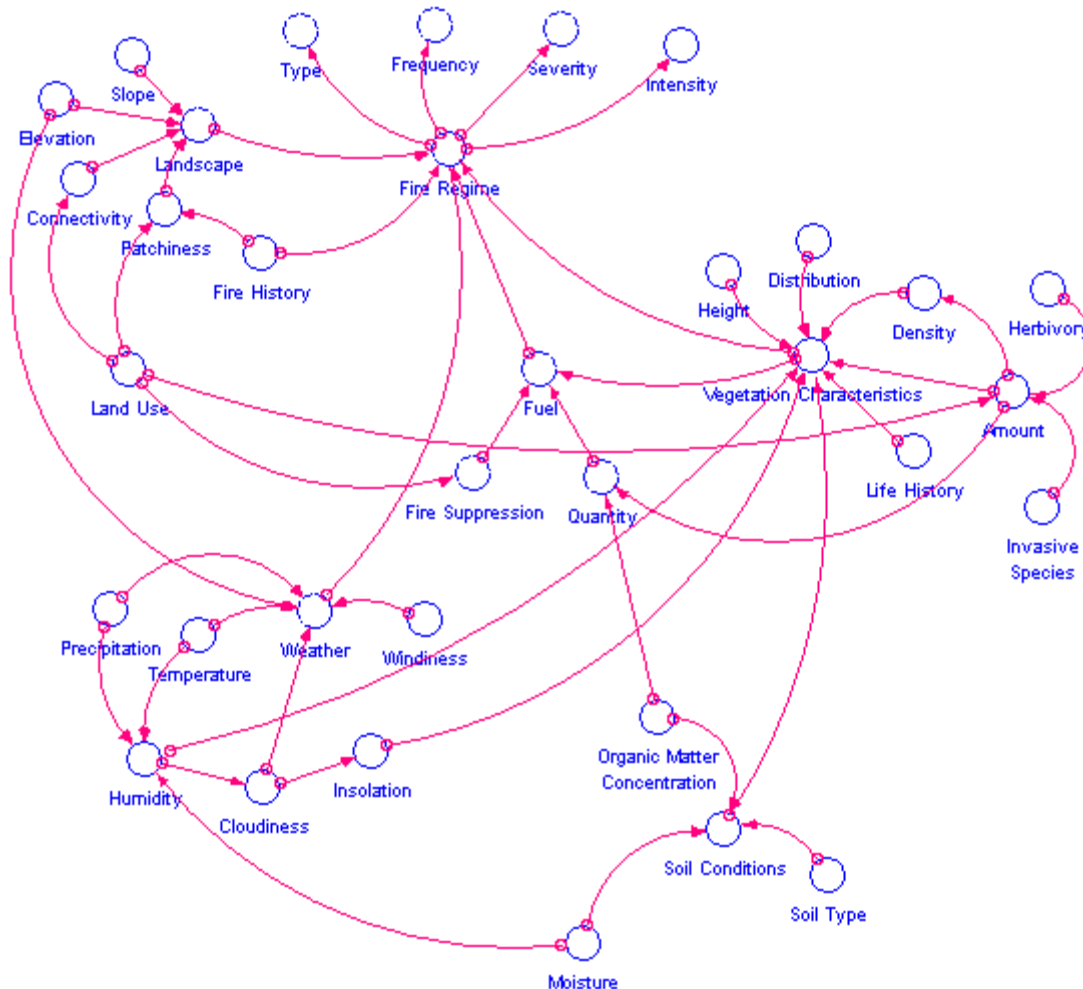 Type
Frequency
Severity
Intensity
Slope
Elevation
Landscape
Fire Regime
Connectivity
Patchiness
Fire History
Distribution
Height
Density
Herbivory
Land Use
Fuel
Vegetation Characteristics
Amount
Fire Suppression
Quantity
Life History
Invasive
Species
Precipitation
Temperature
Weather
Windiness
Humidity
Cloudiness
Insolation
Organic Matter
Concentration
Soil Conditions
Soil Type
Moisture